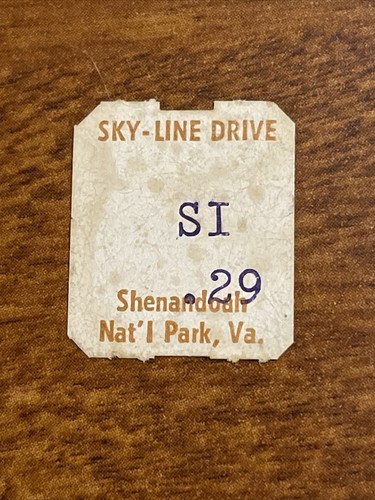 SKY-LINE DRIVE
SI
.29
Shenandoah
Nat'l Park, Va.